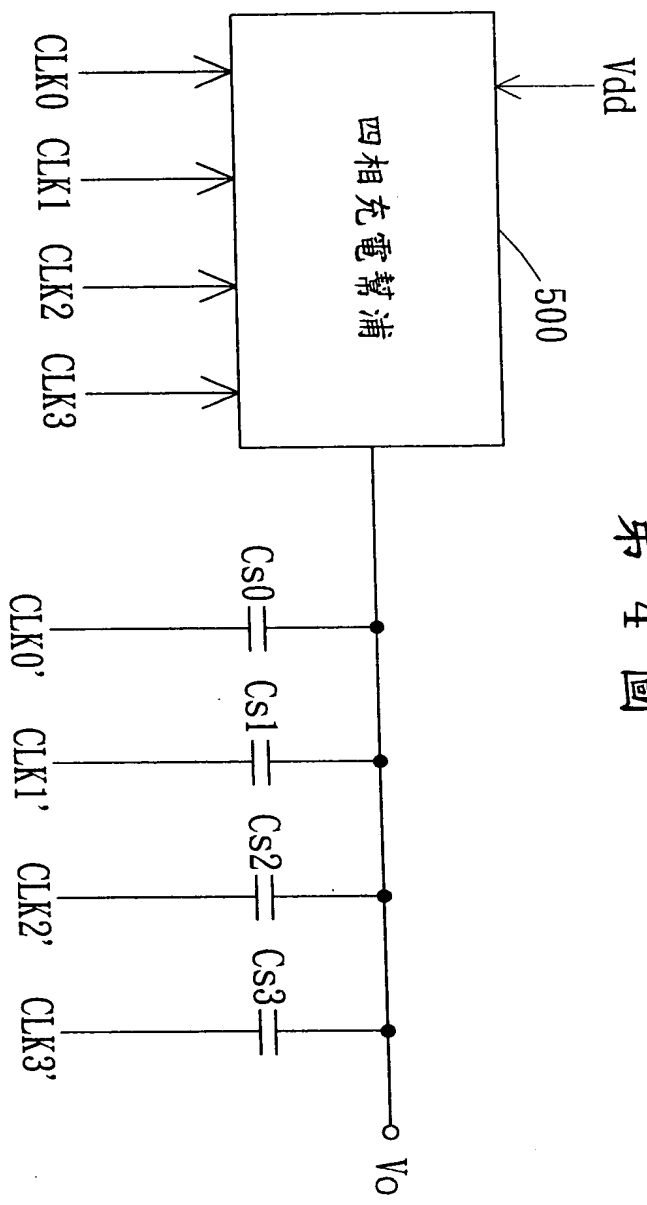 第 4 圖
Vdd
500
四相充電幫浦
CLK0
CLK1
CLK2
CLK3
Cs0
Cs1
Cs2
Cs3
CLK0'
CLK1'
CLK2'
CLK3'
Vo